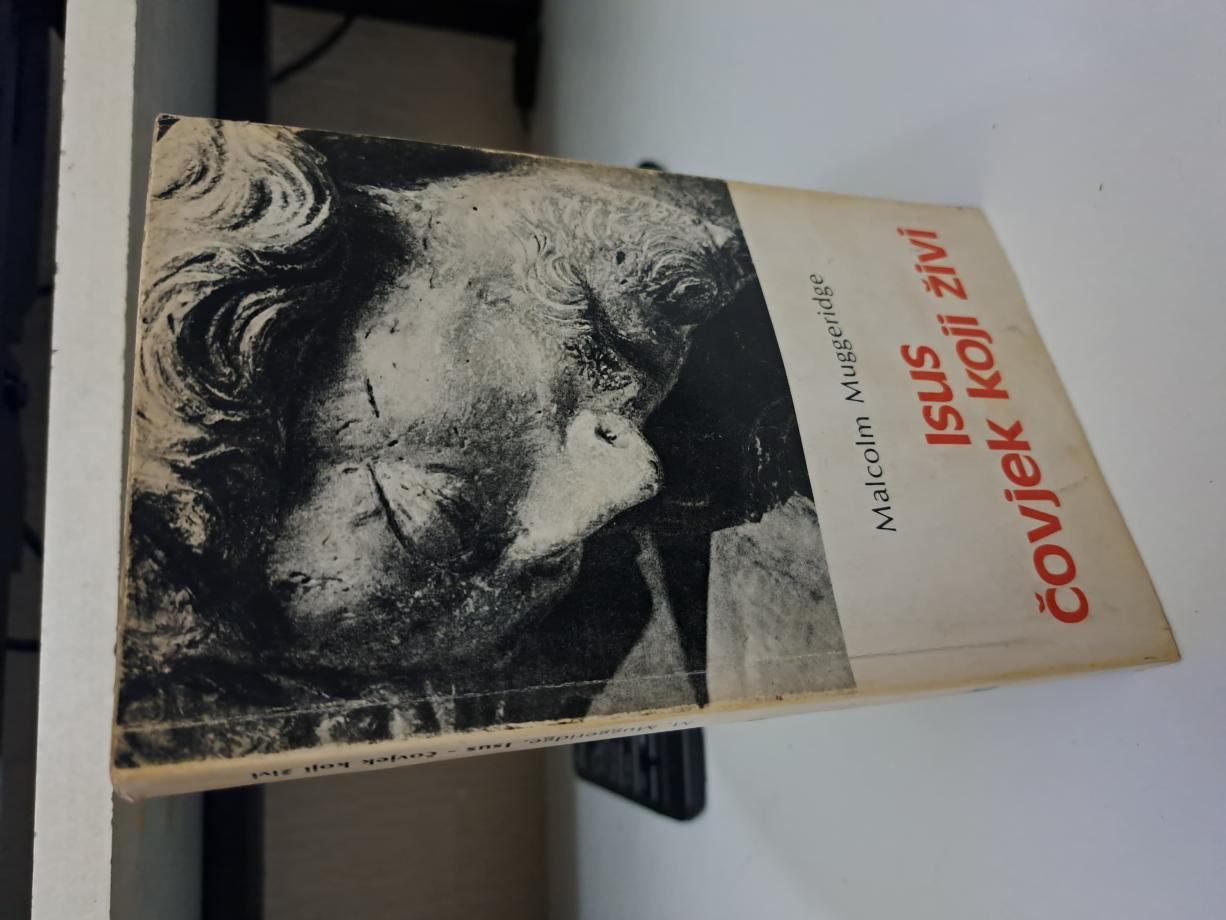 Malcolm Muggeridge
Isus
čovjek koji živi
M. Muggeridge, Isus - čovjek koji živi